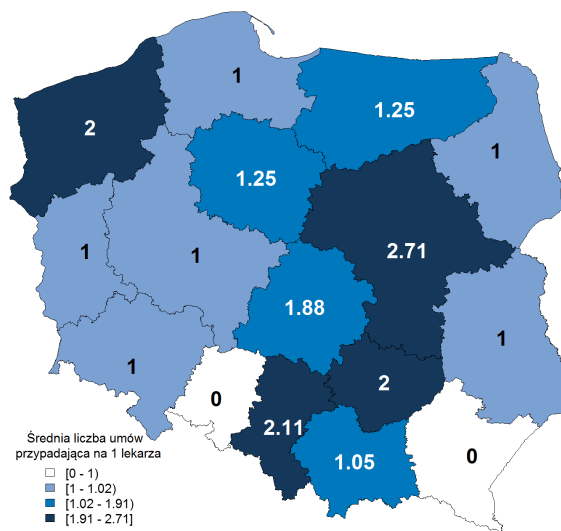 1
1.25
2
1
1.25
2.71
1
1
1.88
1
1
2
0
2.11
1.05
0
Średnia liczba umów
przypadająca na 1 lekarza
[0 - 1)
[1 - 1.02)
[1.02 - 1.91)
[1.91 - 2.71]